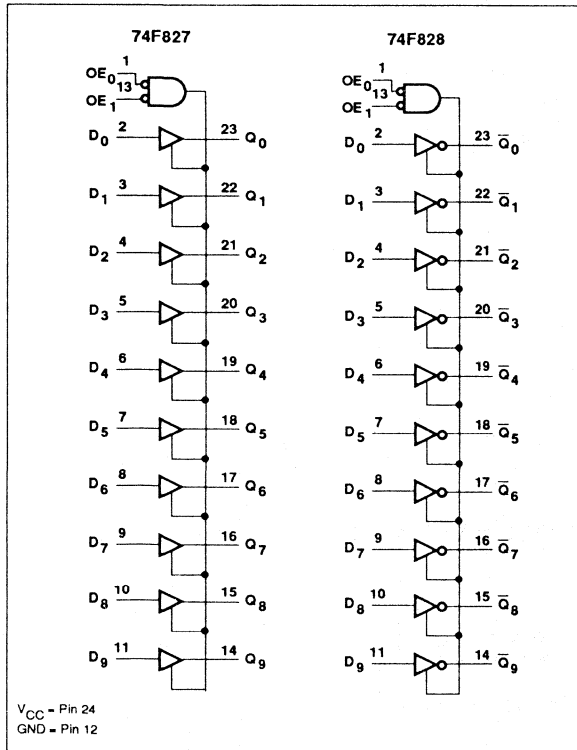 74F827
1
OE0
13
OE1
D0 2 23 Q0
D1 3 22 Q1
D2 4 21 Q2
D3 5 20 Q3
D4 6 19 Q4
D5 7 18 Q5
D6 8 17 Q6
D7 9 16 Q7
D8 10 15 Q8
D9 11 14 Q9
74F828
1
OE0
13
OE1
D0 2 23 Q̅0
D1 3 22 Q̅1
D2 4 21 Q̅2
D3 5 20 Q̅3
D4 6 19 Q̅4
D5 7 18 Q̅5
D6 8 17 Q̅6
D7 9 16 Q̅7
D8 10 15 Q̅8
D9 11 14 Q̅9
VCC = Pin 24
GND = Pin 12